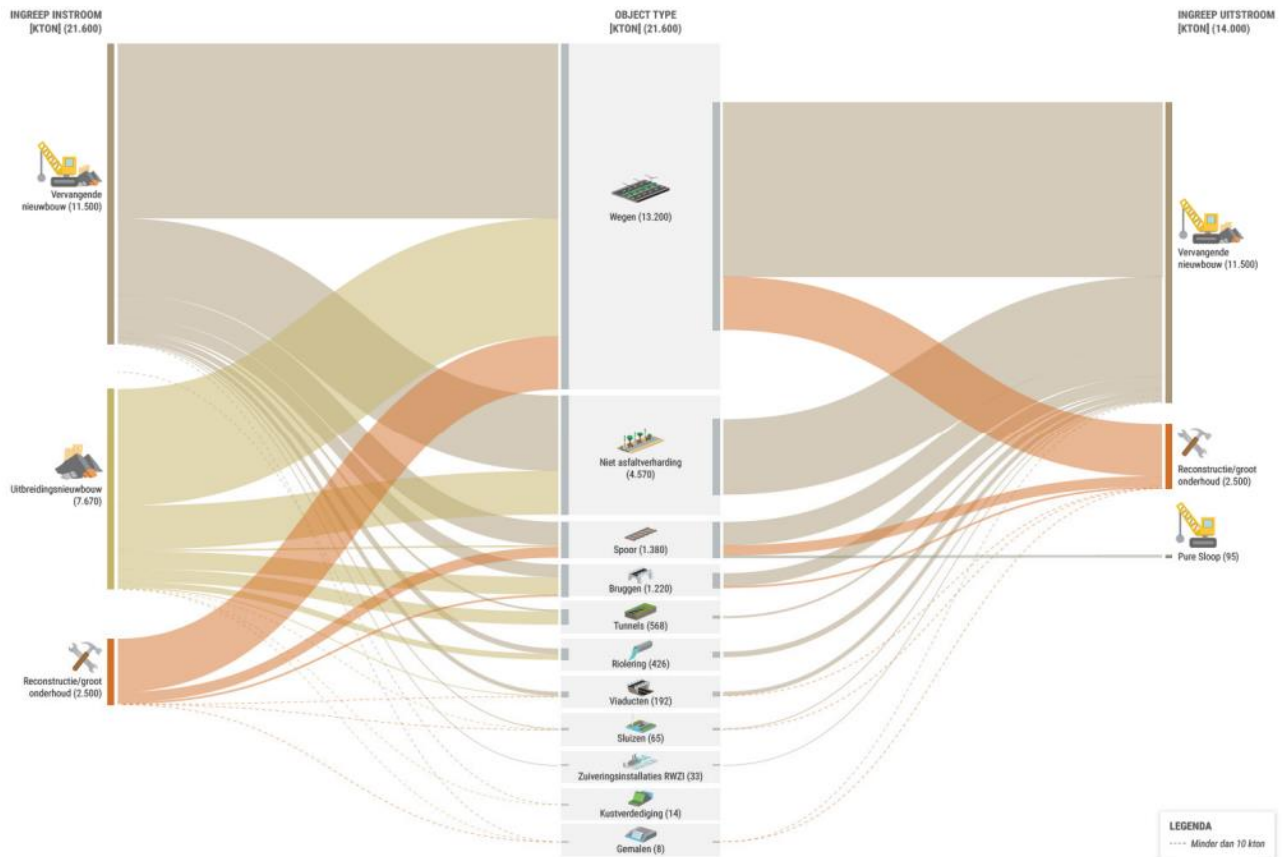 INGREEP INSTROOM
[KTON] (21.600)
OBJECT TYPE
[KTON] (21.600)
INGREEP UITSTROOM
[KTON] (14.000)
Vervangende
nieuwbouw (11.500)
Uitbreidingsnieuwbouw
(7.670)
Reconstructie/groot
onderhoud (2.500)
Wegen (13.200)
Niet asfaltverharding
(4.570)
Spoor (1.380)
Bruggen (1.220)
Tunnels (568)
Riolering (426)
Viaducten (192)
Sluizen (65)
Zuiveringsinstallaties RWZI (33)
Kustverdediging (14)
Gemalen (8)
Vervangende
nieuwbouw (11.500)
Reconstructie/groot
onderhoud (2.500)
Pure Sloop (95)
LEGENDA
Minder dan 10 kton